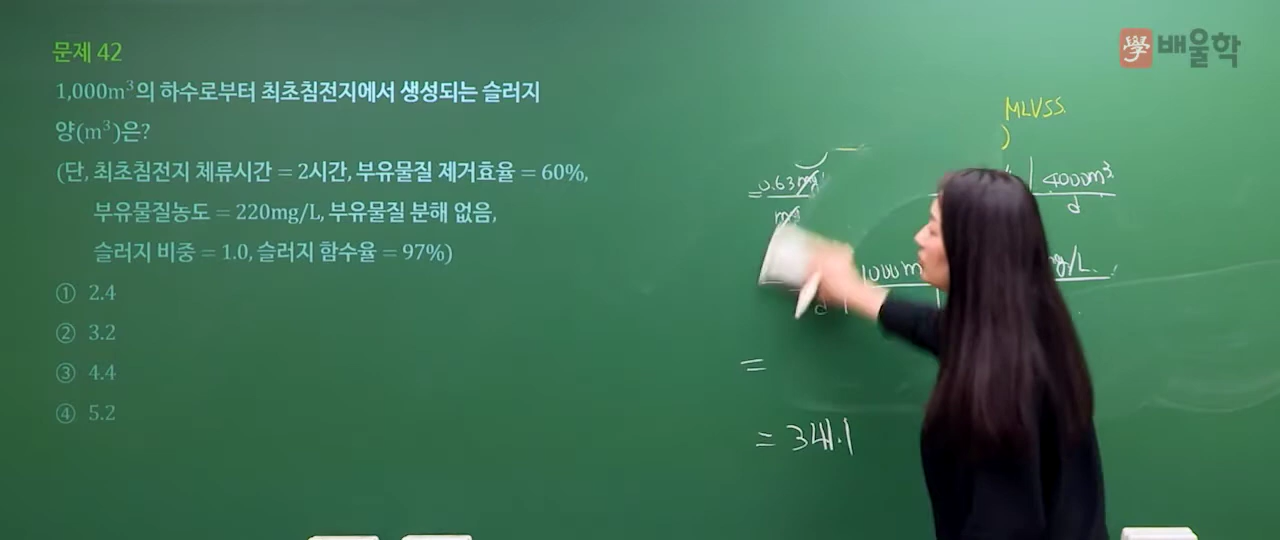 문제 42
1,000m³의 하수로부터 최초침전지에서 생성되는 슬러지
양(m³)은?
(단, 최초침전지 체류시간 = 2시간, 부유물질 제거효율 = 60%,
부유물질농도 = 220mg/L, 부유물질 분해 없음,
슬러지 비중 = 1.0, 슬러지 함수율 = 97%)
① 2.4
② 3.2
③ 4.4
④ 5.2
學 배울학
MLVSS
)
4000m³
d
= 0.63
1000m
mg/L
d
=
= 341.1